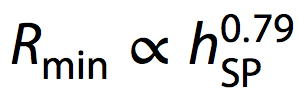 R_min ∝ h_SP^0.79